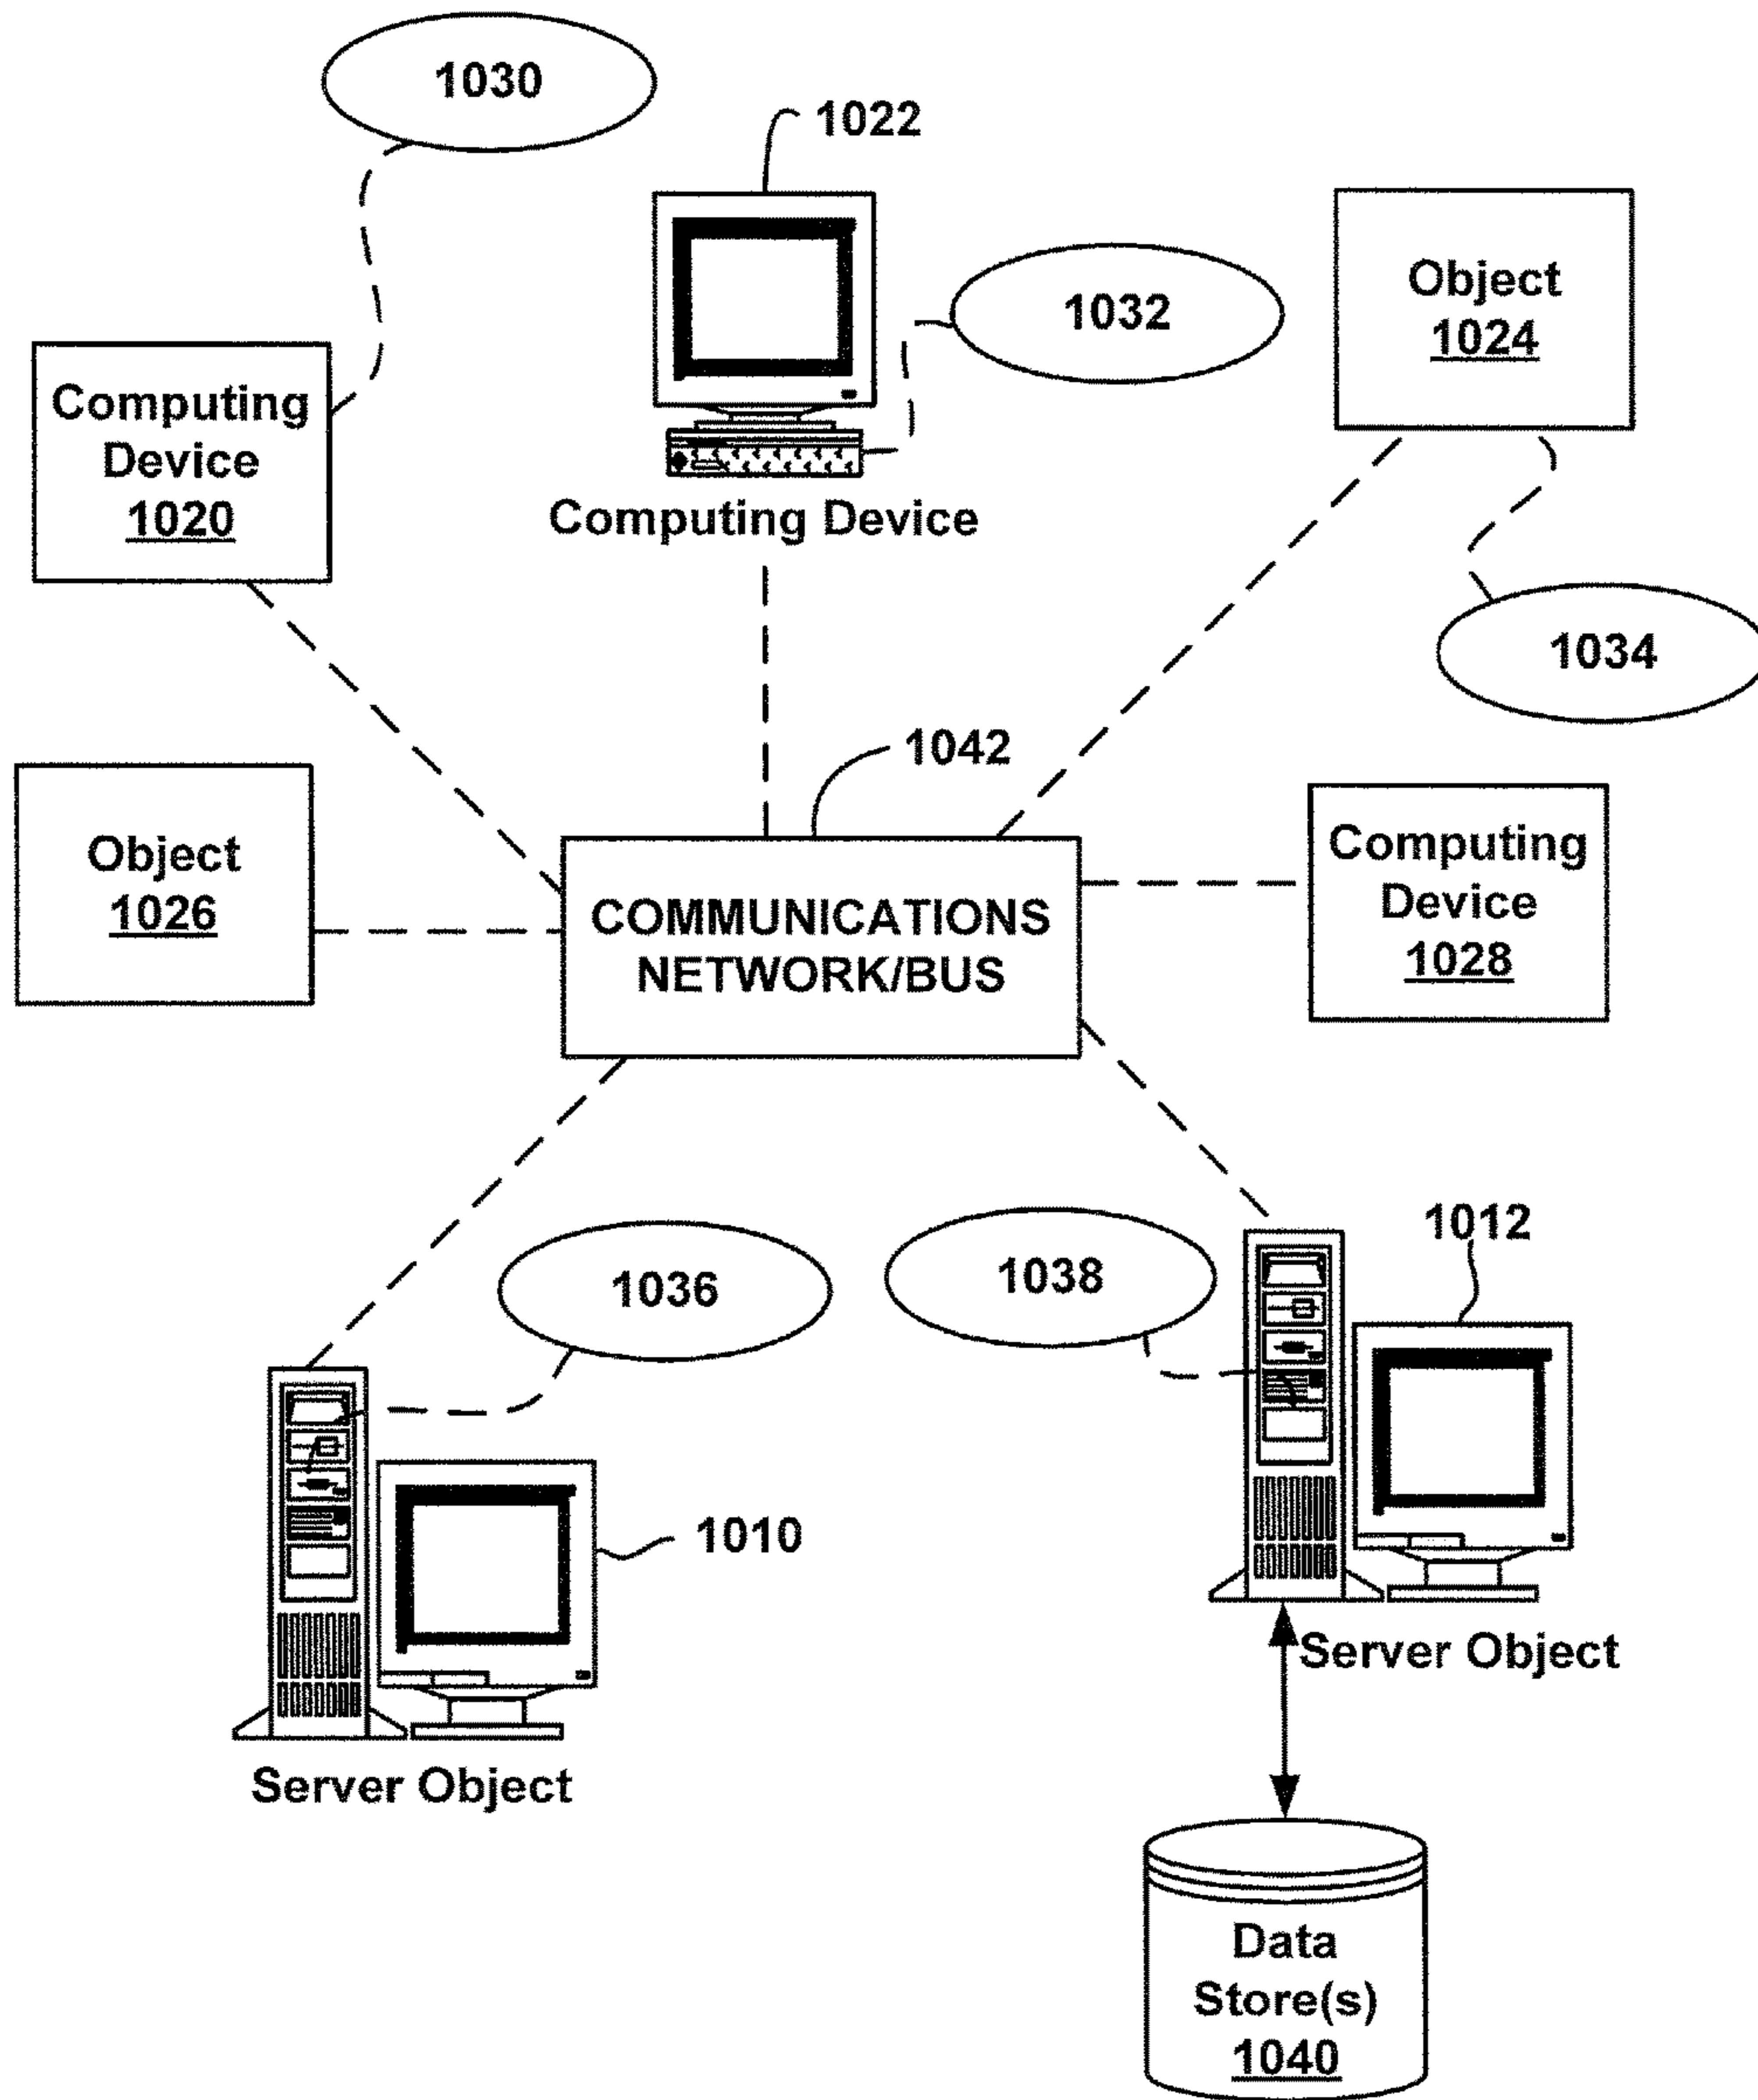 1030
1022
1032
Object
1024
Computing
Device
1020
Computing Device
1034
1042
Object
1026
COMMUNICATIONS
NETWORK/BUS
Computing
Device
1028
1036
1038
1012
1010
Server Object
Server Object
Data
Store(s)
1040